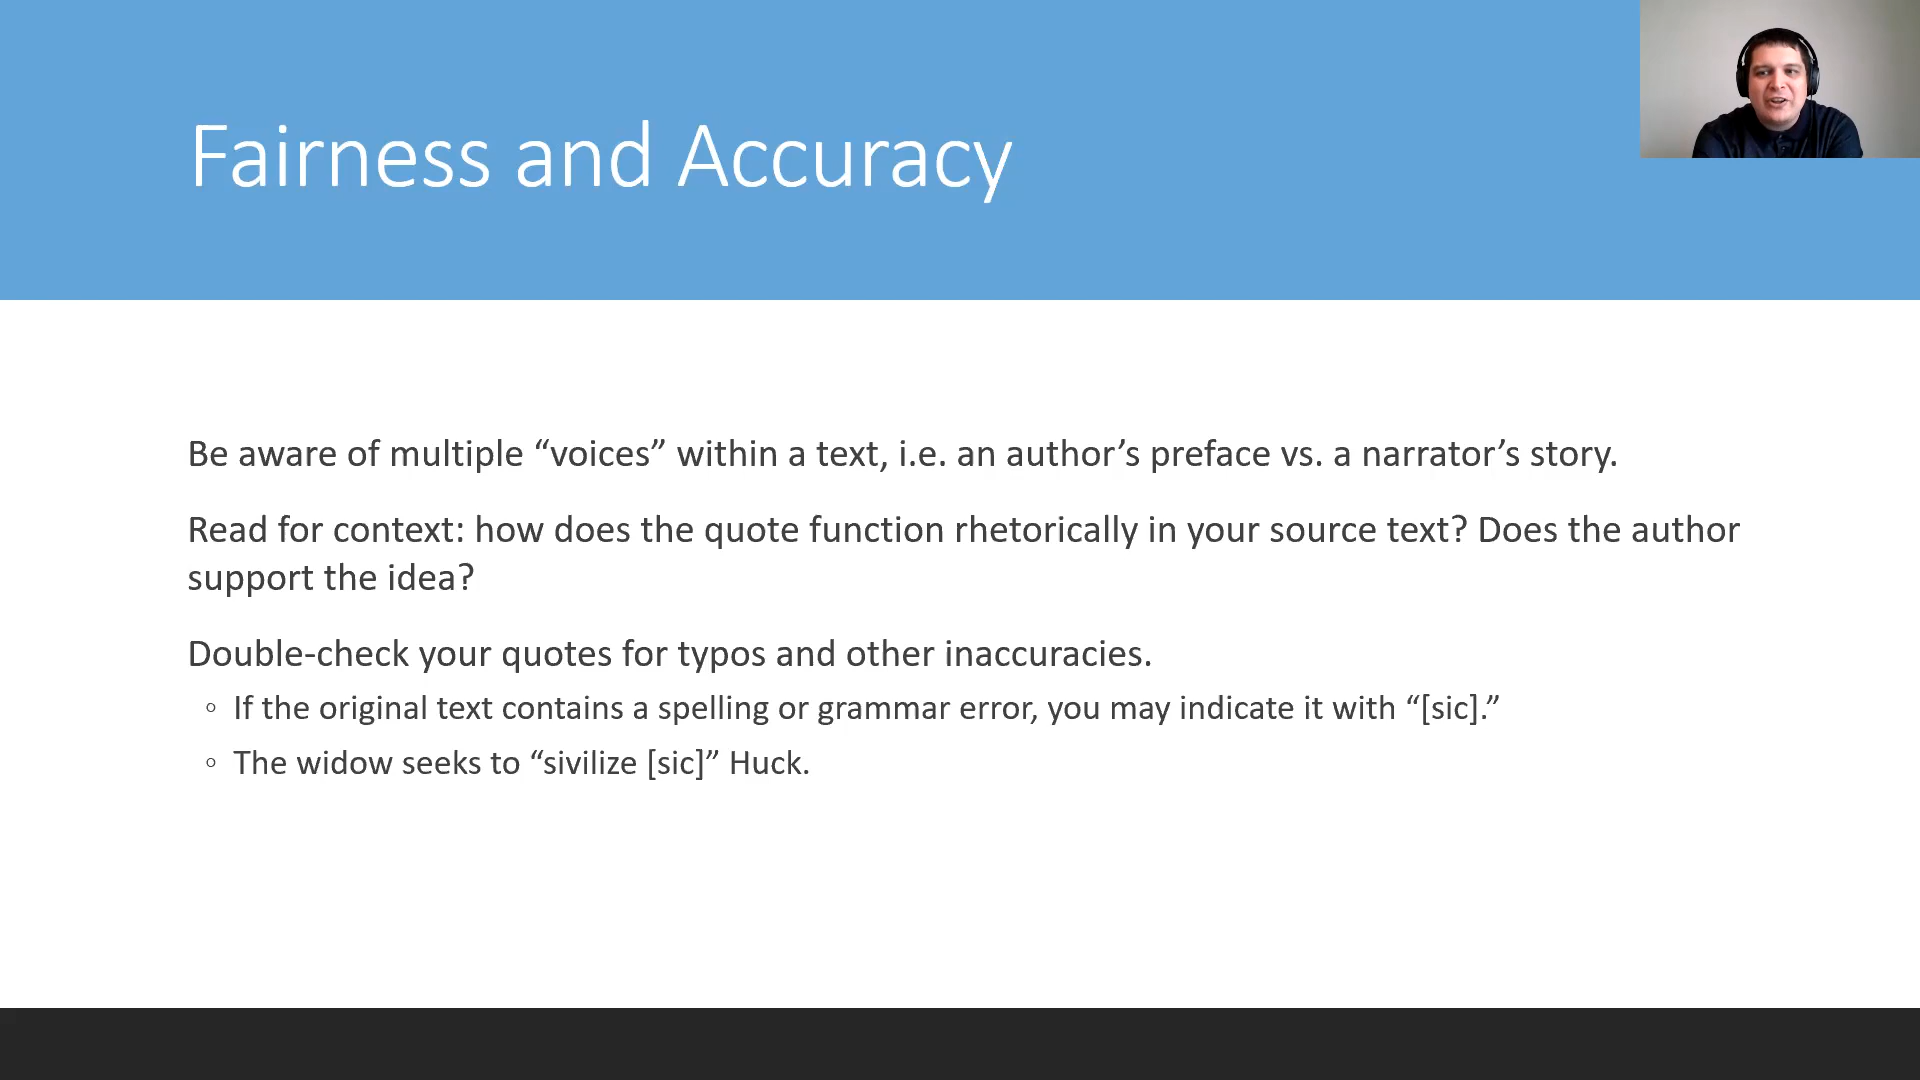 Fairness and Accuracy
Be aware of multiple “voices” within a text, i.e. an author’s preface vs. a narrator’s story.
Read for context: how does the quote function rhetorically in your source text? Does the author
support the idea?
Double-check your quotes for typos and other inaccuracies.
◦ If the original text contains a spelling or grammar error, you may indicate it with “[sic].”
◦ The widow seeks to “sivilize [sic]” Huck.